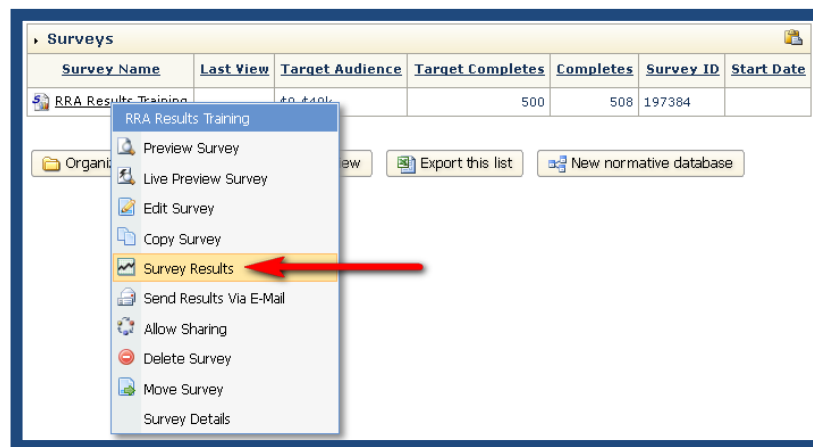 Surveys
Survey Name Last View Target Audience Target Completes Completes Survey ID Start Date
RRA Results Training 500 508 197384
RRA Results Training
Preview Survey
Organi ew Export this list New normative database
Live Preview Survey
Edit Survey
Copy Survey
Survey Results
Send Results Via E-Mail
Allow Sharing
Delete Survey
Move Survey
Survey Details